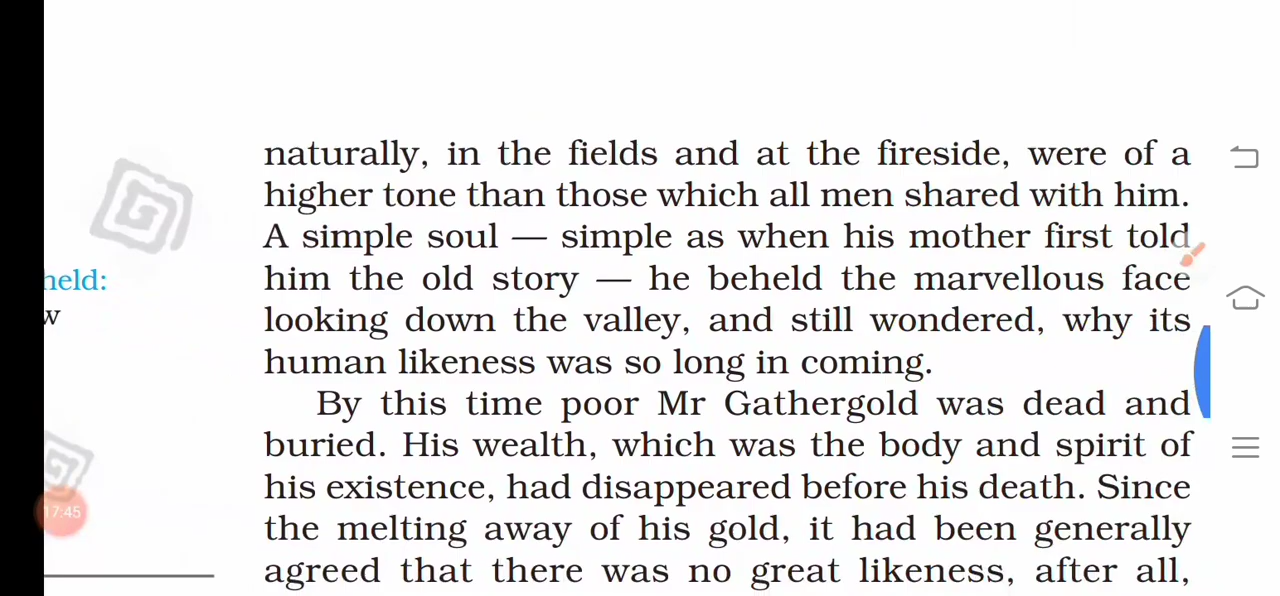 naturally, in the fields and at the fireside, were of a
higher tone than those which all men shared with him.
A simple soul — simple as when his mother first told
him the old story — he beheld the marvellous face
looking down the valley, and still wondered, why its
human likeness was so long in coming.
By this time poor Mr Gathergold was dead and
buried. His wealth, which was the body and spirit of
his existence, had disappeared before his death. Since
the melting away of his gold, it had been generally
agreed that there was no great likeness, after all,
held:
w
17:45